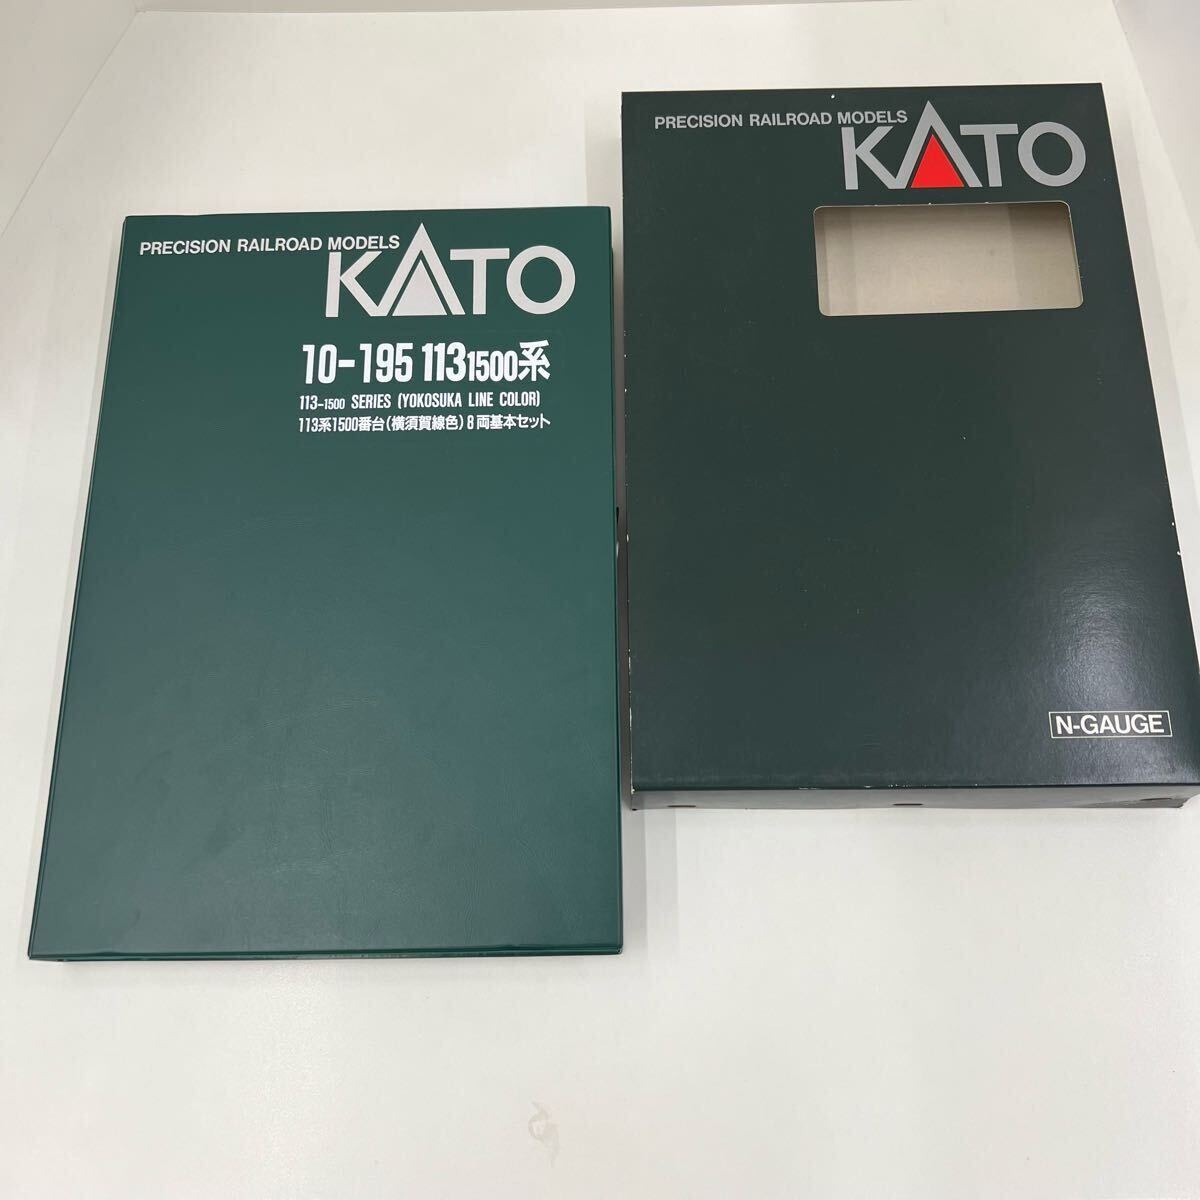 PRECISION RAILROAD MODELS
KATO
10-195 113 1500系
113-1500 SERIES (YOKOSUKA LINE COLOR)
113系1500番台(横須賀線色)8両基本セット
PRECISION RAILROAD MODELS
KATO
N-GAUGE